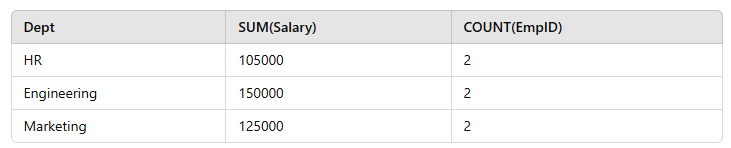 Dept SUM(Salary) COUNT(EmpID)
HR 105000 2
Engineering 150000 2
Marketing 125000 2